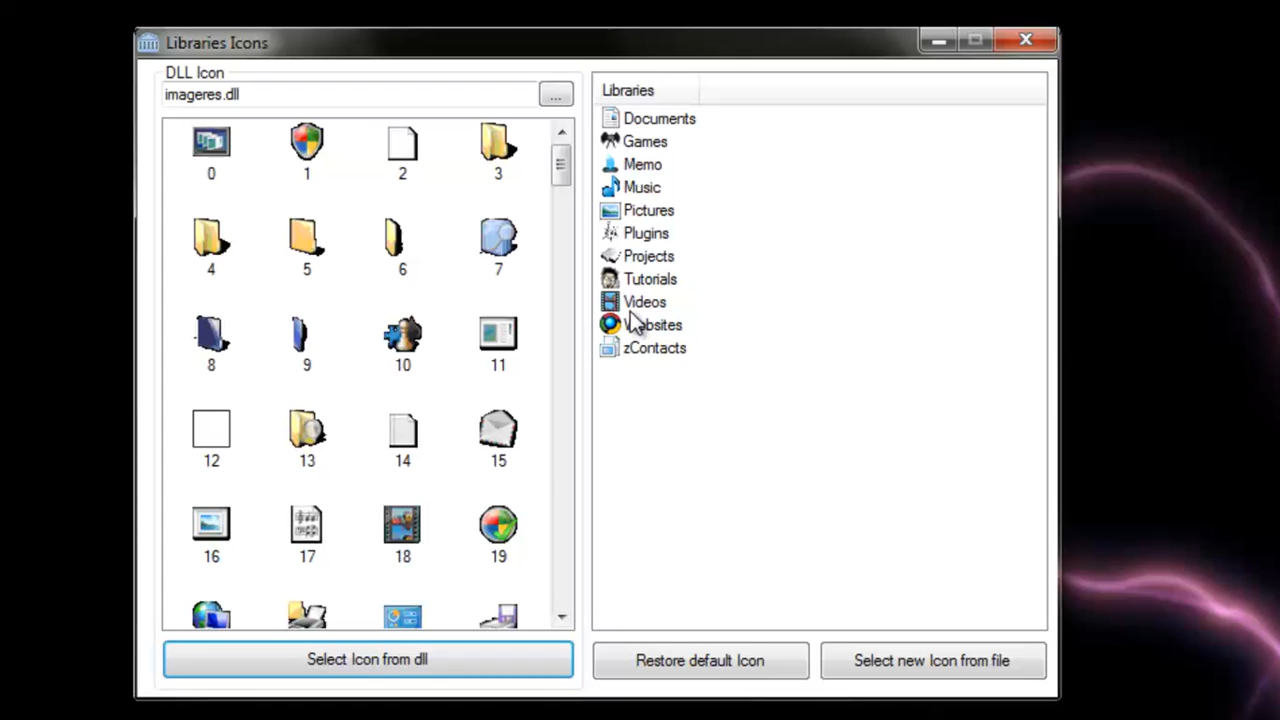 Libraries Icons
DLL Icon
imageres.dll
...
0 1 2 3
4 5 6 7
8 9 10 11
12 13 14 15
16 17 18 19
Select Icon from dll
Libraries
Documents
Games
Memo
Music
Pictures
Plugins
Projects
Tutorials
Videos
Websites
zContacts
Restore default Icon
Select new Icon from file